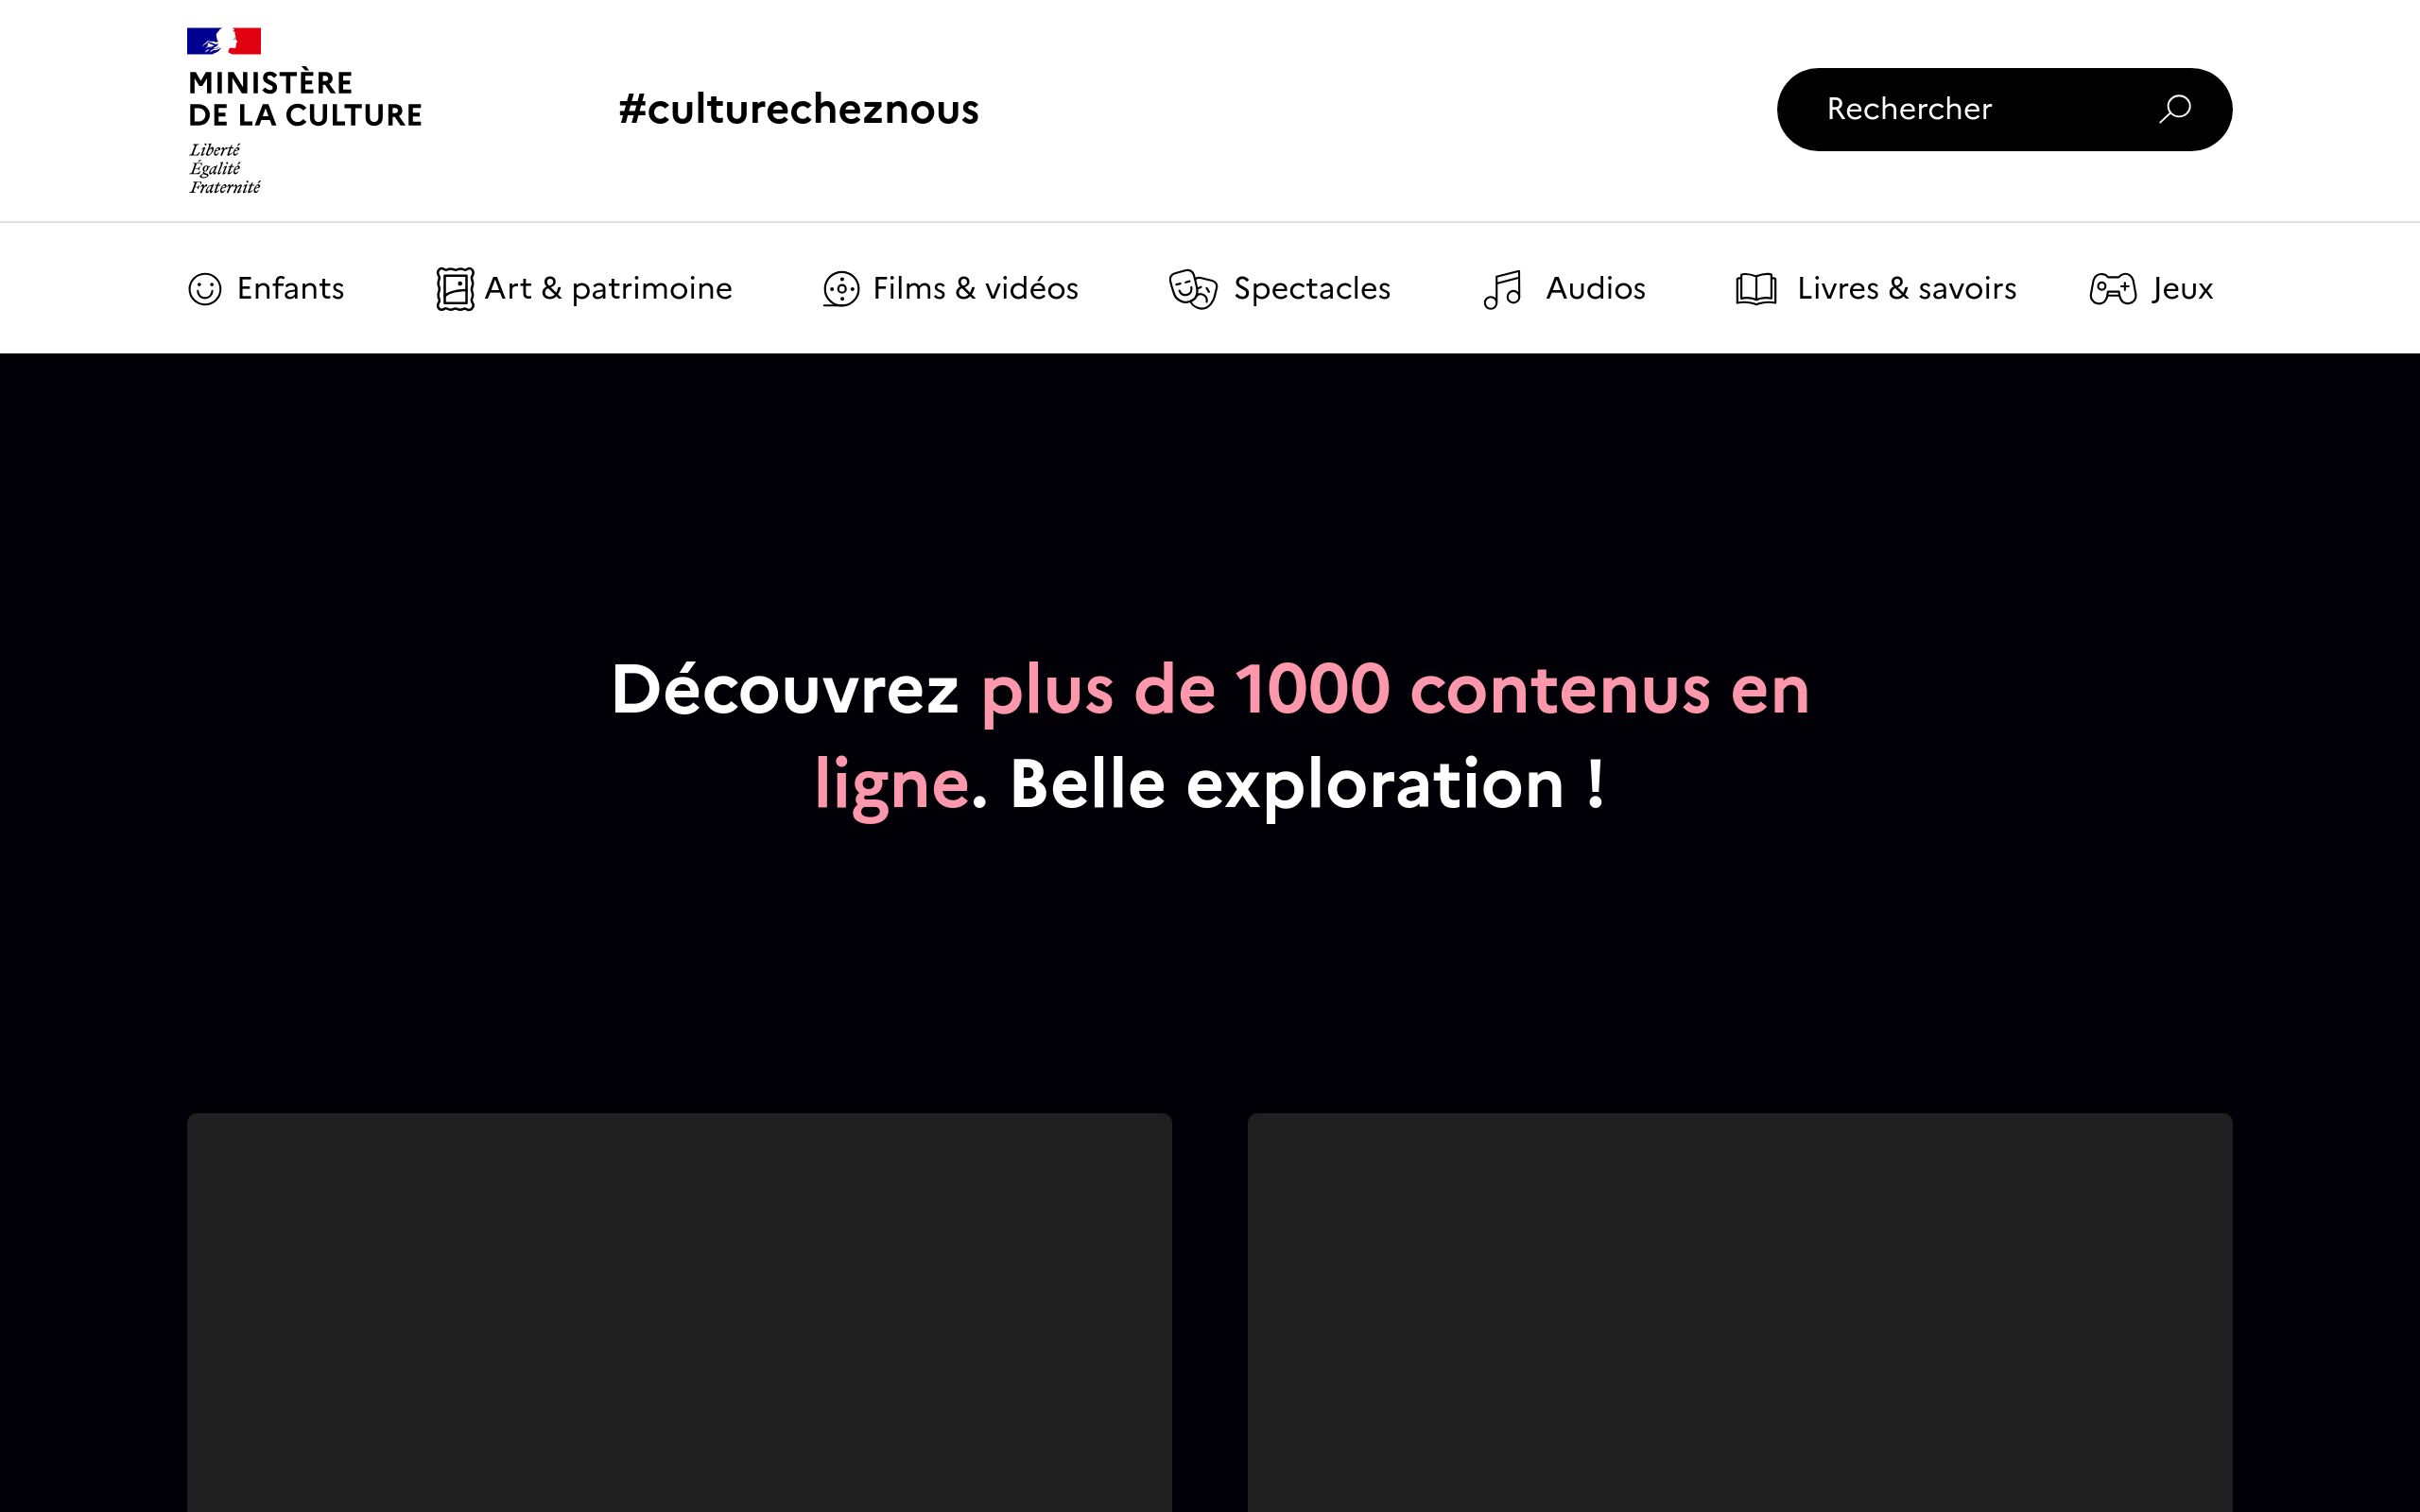 MINISTÈRE
DE LA CULTURE
Liberté
Égalité
Fraternité
#culturecheznous
Rechercher
Enfants
Art & patrimoine
Films & vidéos
Spectacles
Audios
Livres & savoirs
Jeux
Découvrez plus de 1000 contenus en
ligne. Belle exploration !